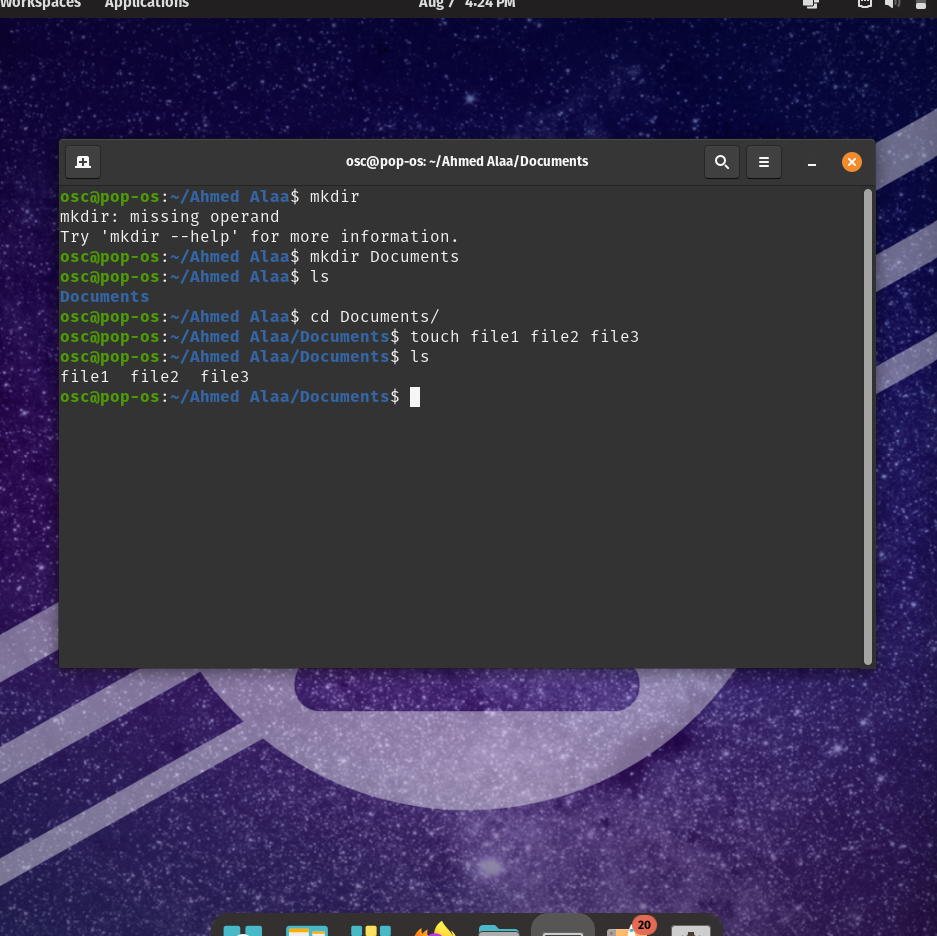 Workspaces Applications Aug 7 4:24 PM
osc@pop-os: ~/Ahmed Alaa/Documents
osc@pop-os:~/Ahmed Alaa$ mkdir
mkdir: missing operand
Try 'mkdir --help' for more information.
osc@pop-os:~/Ahmed Alaa$ mkdir Documents
osc@pop-os:~/Ahmed Alaa$ ls
Documents
osc@pop-os:~/Ahmed Alaa$ cd Documents/
osc@pop-os:~/Ahmed Alaa/Documents$ touch file1 file2 file3
osc@pop-os:~/Ahmed Alaa/Documents$ ls
file1  file2  file3
osc@pop-os:~/Ahmed Alaa/Documents$
20